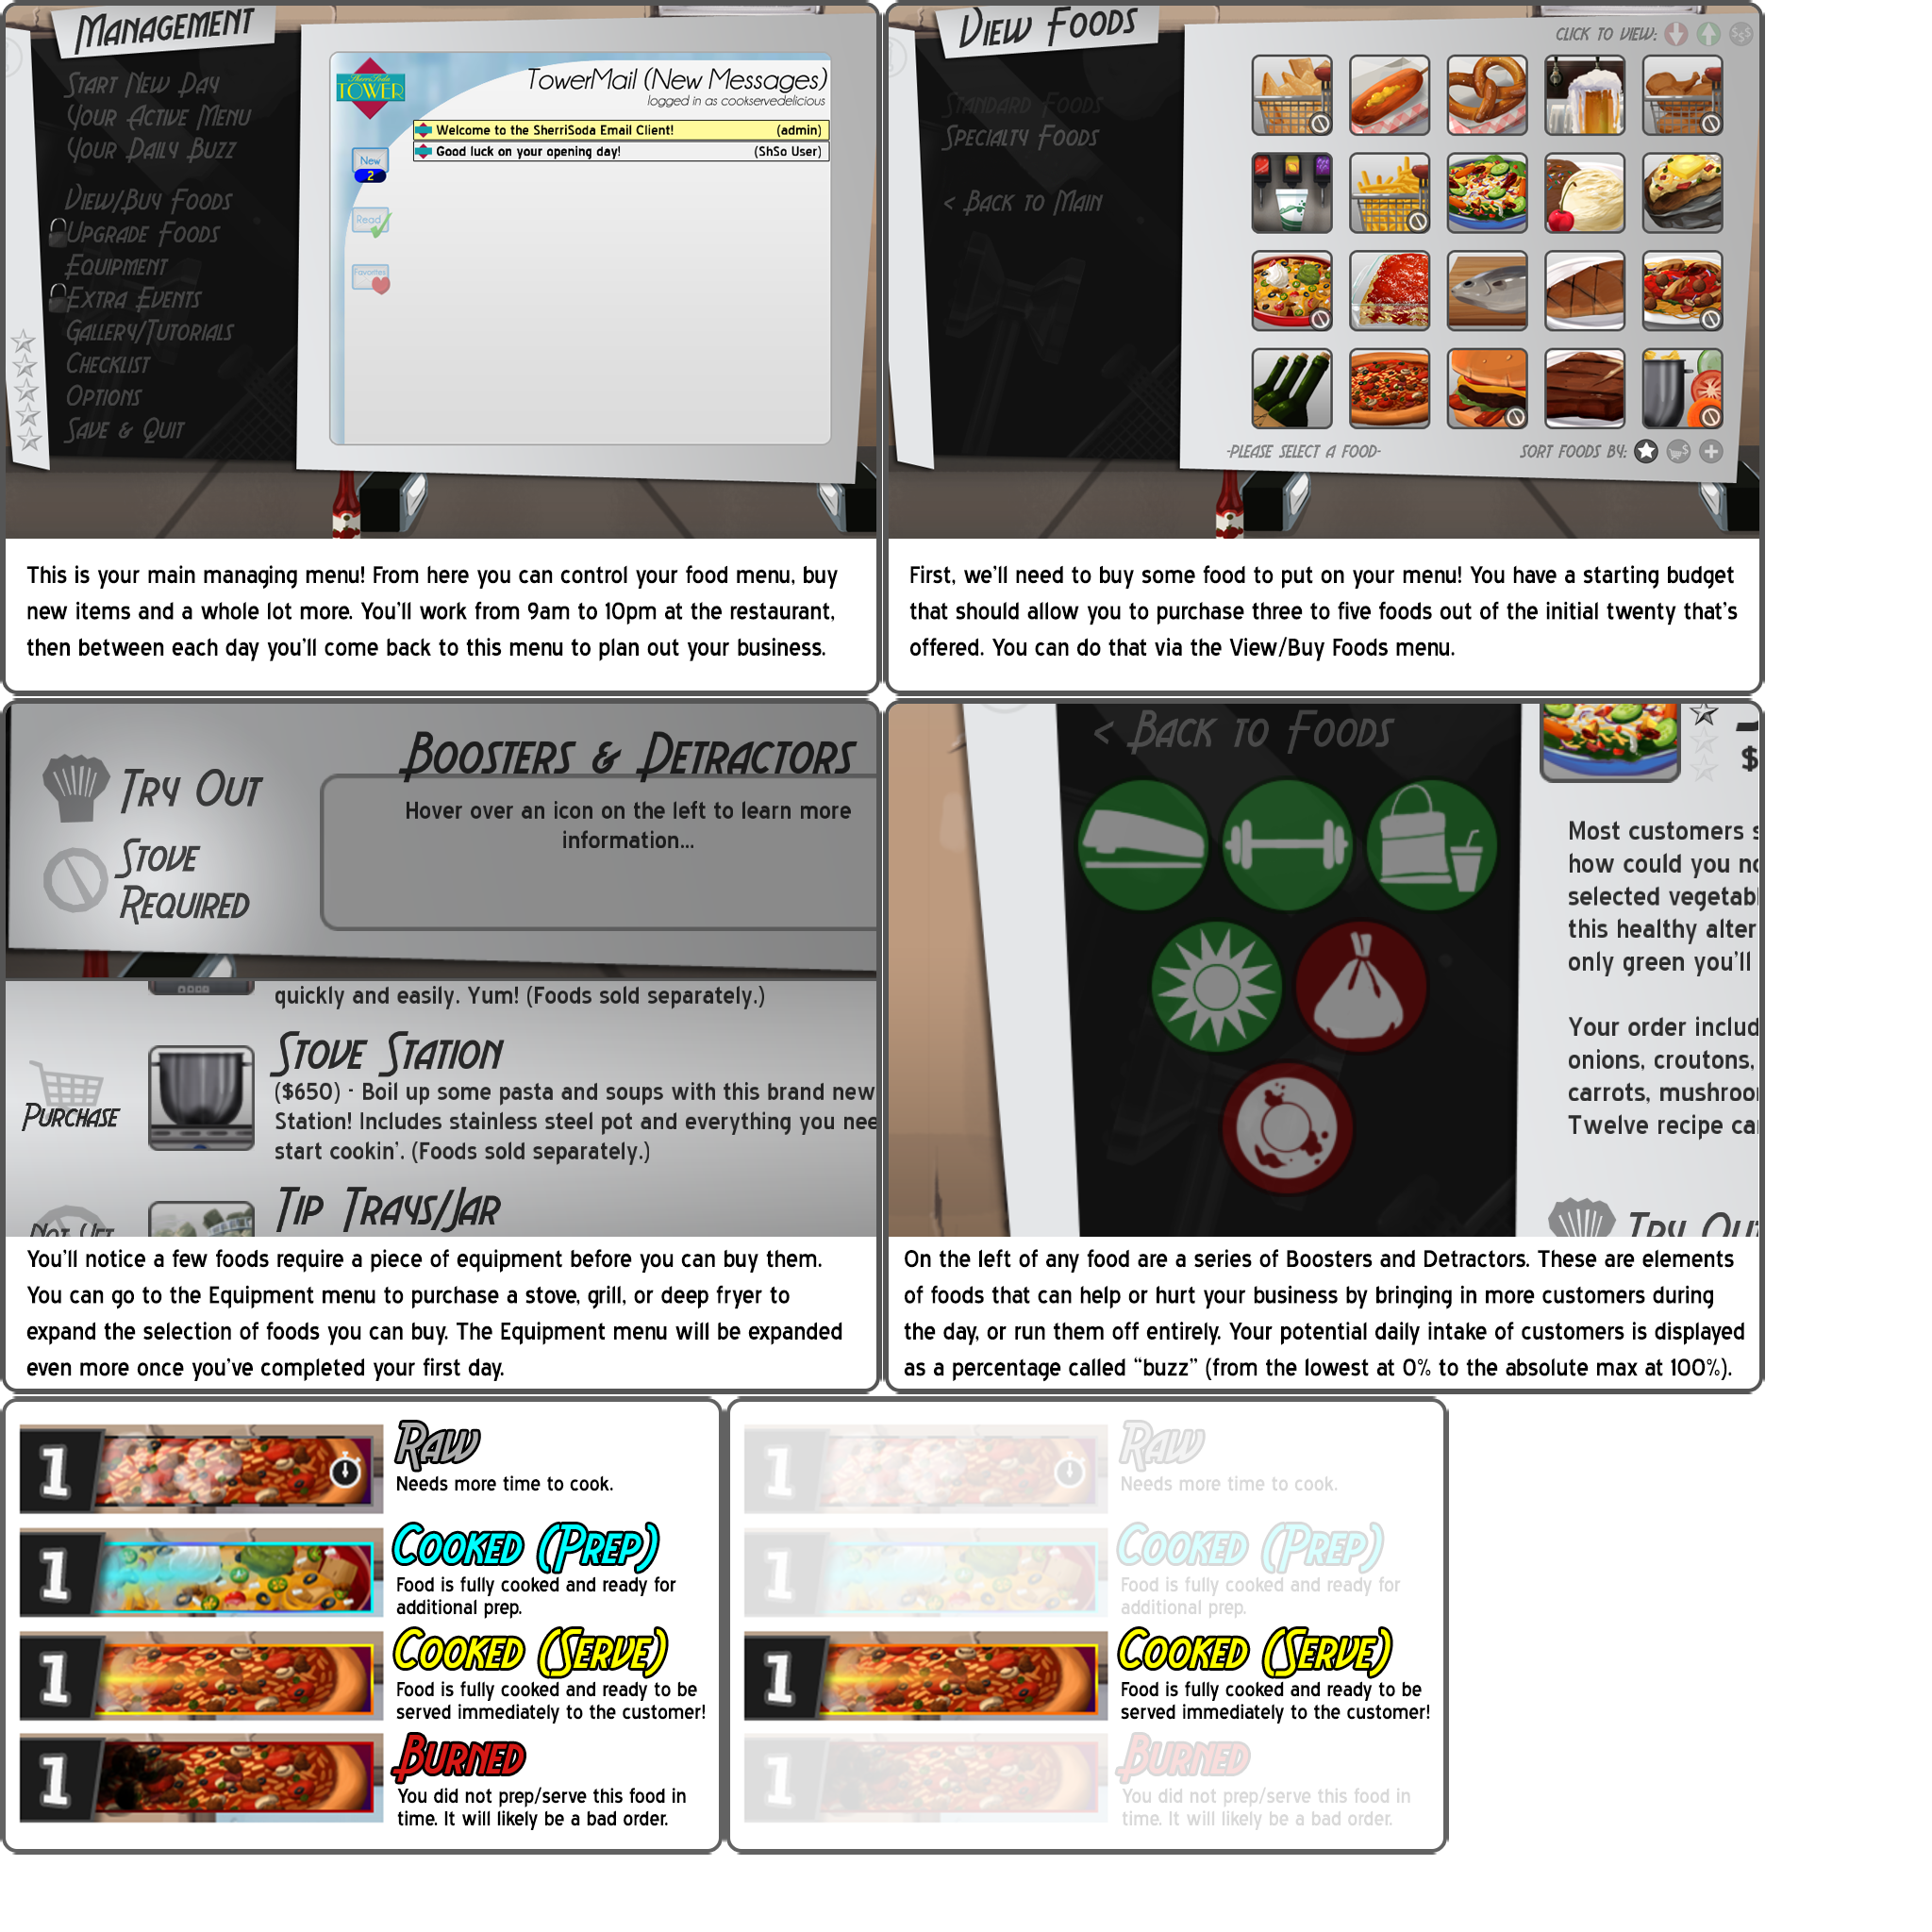 Management
Start New Day
Your Active Menu
Your Daily Buzz
View/Buy Foods
Upgrade Foods
Equipment
Extra Events
Gallery/Tutorials
Checklist
Options
Save & Quit
SherriSoda
TOWER
TowerMail (New Messages)
logged in as cookservedelicious
Welcome to the SherriSoda Email Client! (admin)
Good luck on your opening day! (ShSo User)
New
2
Read
Favorites
This is your main managing menu! From here you can control your food menu, buy
new items and a whole lot more. You'll work from 9am to 10pm at the restaurant,
then between each day you'll come back to this menu to plan out your business.
View Foods
Standard Foods
Specialty Foods
< Back to Main
Click to view:
$$$
-Please select a food-
Sort foods by:
First, we'll need to buy some food to put on your menu! You have a starting budget
that should allow you to purchase three to five foods out of the initial twenty that's
offered. You can do that via the View/Buy Foods menu.
Try Out
Stove
Required
Boosters & Detractors
Hover over an icon on the left to learn more
information...
quickly and easily. Yum! (Foods sold separately.)
Purchase
Stove Station
($650) - Boil up some pasta and soups with this brand new
Station! Includes stainless steel pot and everything you nee
start cookin'. (Foods sold separately.)
Not Yet
Tip Trays/Jar
You'll notice a few foods require a piece of equipment before you can buy them.
You can go to the Equipment menu to purchase a stove, grill, or deep fryer to
expand the selection of foods you can buy. The Equipment menu will be expanded
even more once you've completed your first day.
< Back to Foods
$
Most customers s
how could you no
selected vegetab
this healthy alter
only green you'll
Your order includ
onions, croutons,
carrots, mushroo
Twelve recipe ca
Try Out
On the left of any food are a series of Boosters and Detractors. These are elements
of foods that can help or hurt your business by bringing in more customers during
the day, or run them off entirely. Your potential daily intake of customers is displayed
as a percentage called “buzz” (from the lowest at 0% to the absolute max at 100%).
1
Raw
Needs more time to cook.
1
Cooked (Prep)
Food is fully cooked and ready for
additional prep.
1
Cooked (Serve)
Food is fully cooked and ready to be
served immediately to the customer!
1
Burned
You did not prep/serve this food in
time. It will likely be a bad order.
1
Raw
Needs more time to cook.
1
Cooked (Prep)
Food is fully cooked and ready for
additional prep.
1
Cooked (Serve)
Food is fully cooked and ready to be
served immediately to the customer!
1
Burned
You did not prep/serve this food in
time. It will likely be a bad order.